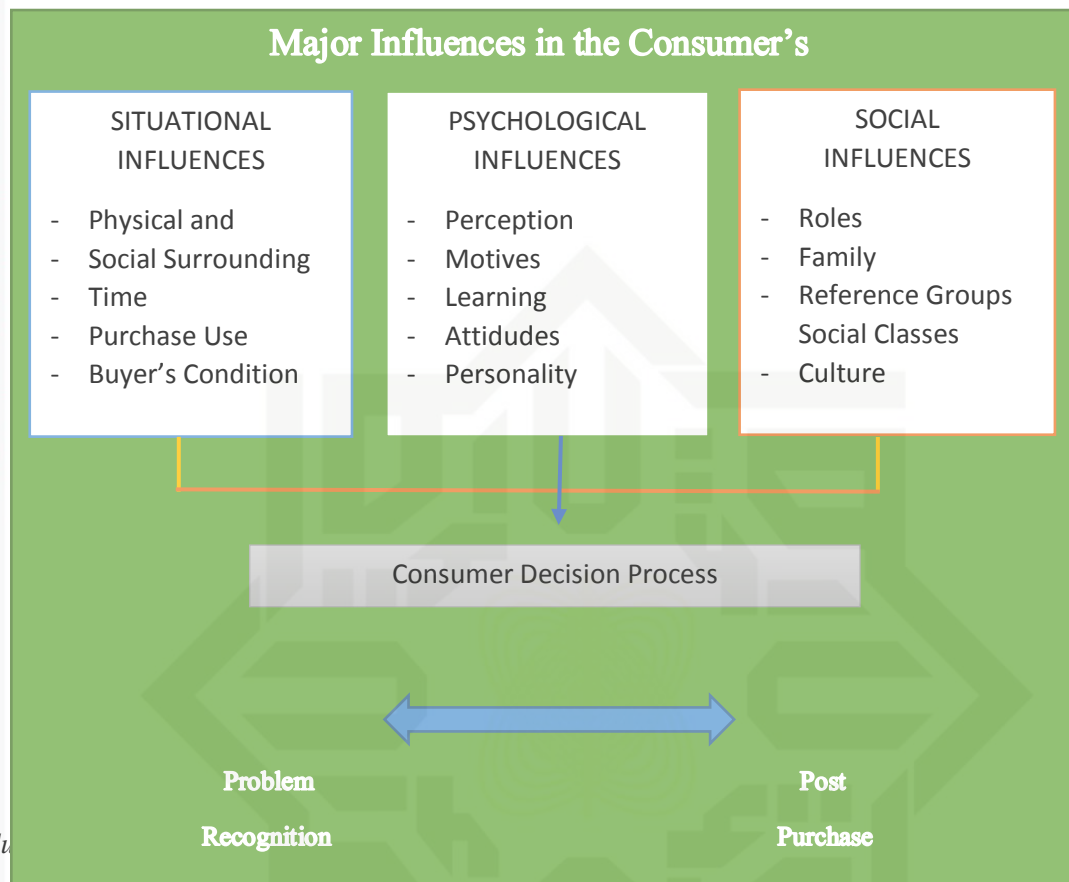 Major Influences in the Consumer’s
SITUATIONAL
INFLUENCES
- Physical and
- Social Surrounding
- Time
- Purchase Use
- Buyer’s Condition
PSYCHOLOGICAL
INFLUENCES
- Perception
- Motives
- Learning
- Attidudes
- Personality
SOCIAL
INFLUENCES
- Roles
- Family
- Reference Groups
Social Classes
- Culture
Consumer Decision Process
Problem
Recognition
Post
Purchase